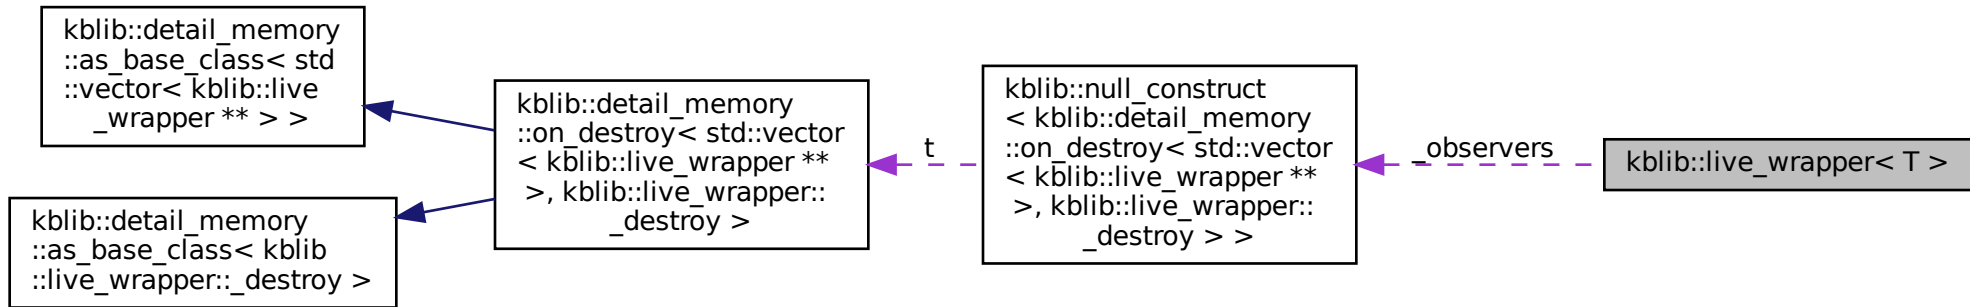 kblib::detail_memory
::as_base_class< std
::vector< kblib::live
_wrapper ** > >
kblib::detail_memory
::as_base_class< kblib
::live_wrapper::_destroy >
kblib::detail_memory
::on_destroy< std::vector
< kblib::live_wrapper **
>, kblib::live_wrapper::
_destroy >
t
kblib::null_construct
< kblib::detail_memory
::on_destroy< std::vector
< kblib::live_wrapper **
>, kblib::live_wrapper::
_destroy > >
_observers
kblib::live_wrapper< T >